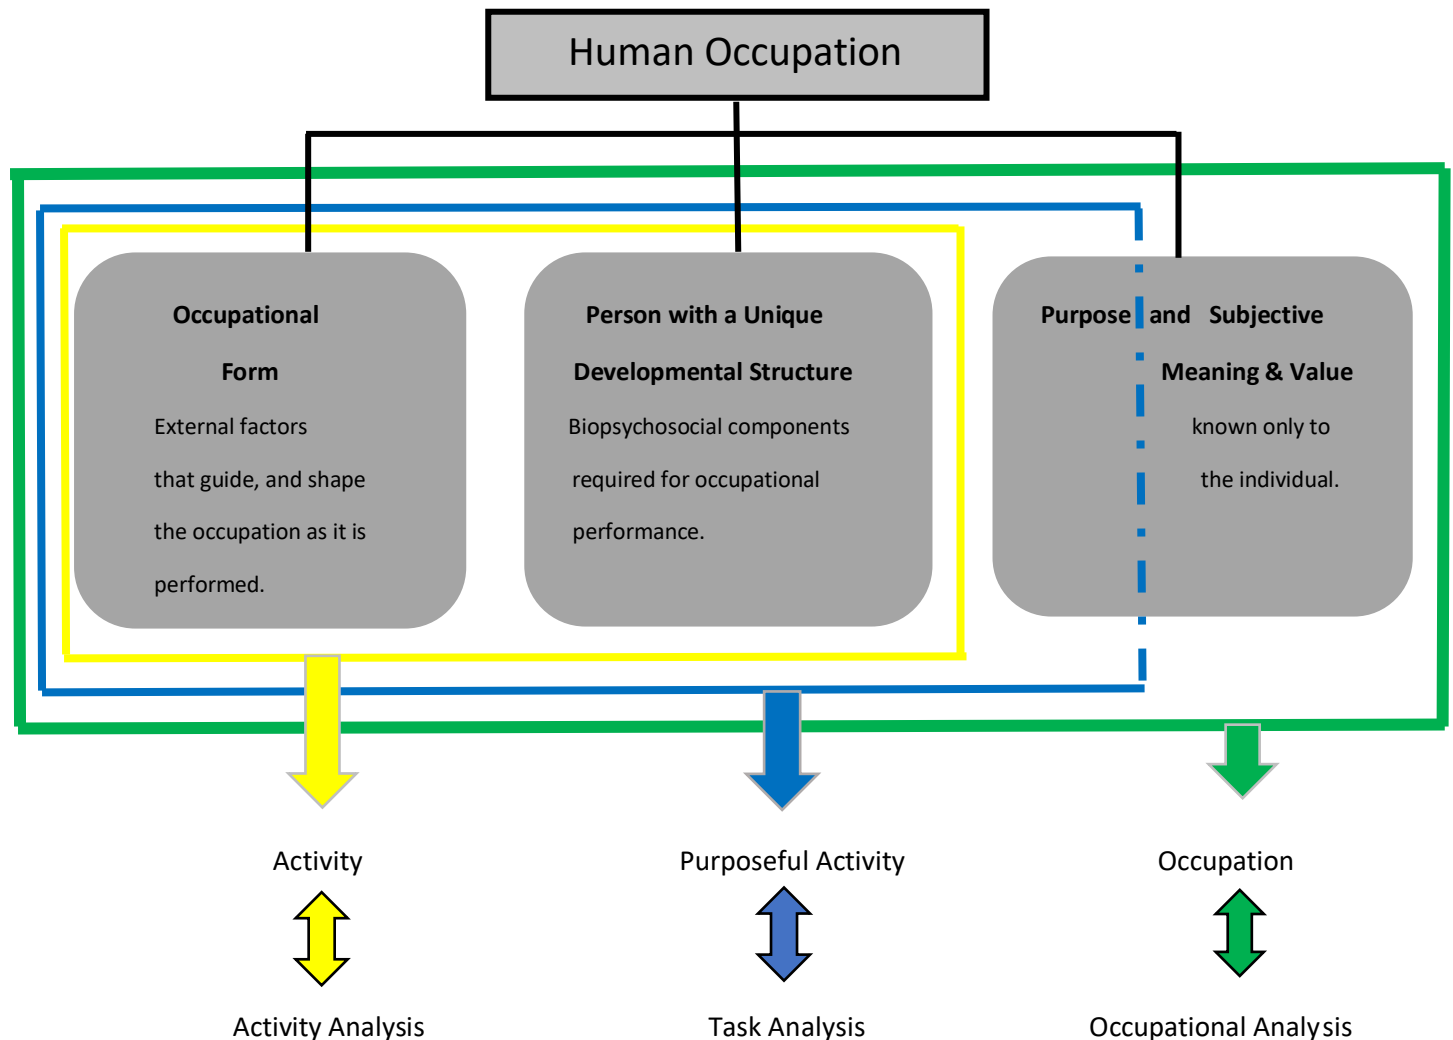 Human Occupation
Occupational
Form
External factors
that guide, and shape
the occupation as it is
performed.
Person with a Unique
Developmental Structure
Biopsychosocial components
required for occupational
performance.
Purpose and Subjective
Meaning & Value
known only to
the individual.
Activity
Purposeful Activity
Occupation
Activity Analysis
Task Analysis
Occupational Analysis